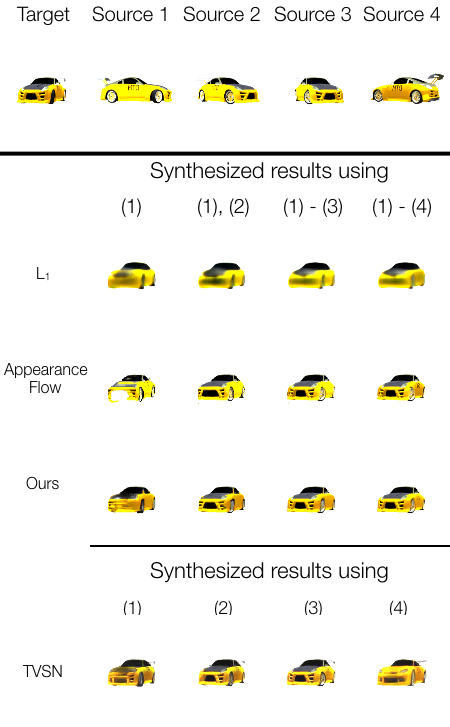 Target Source 1 Source 2 Source 3 Source 4
Synthesized results using
(1) (1), (2) (1) - (3) (1) - (4)
L₁
Appearance
Flow
Ours
Synthesized results using
(1) (2) (3) (4)
TVSN